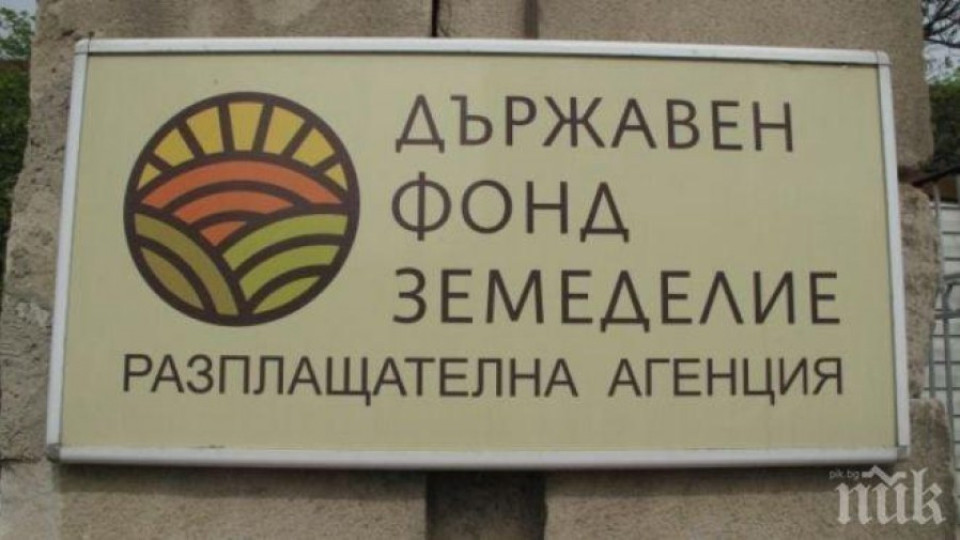 ДЪРЖАВЕН
ФОНД
ЗЕМЕДЕЛИЕ
РАЗПЛАЩАТЕЛНА АГЕНЦИЯ
pik.bg
пик